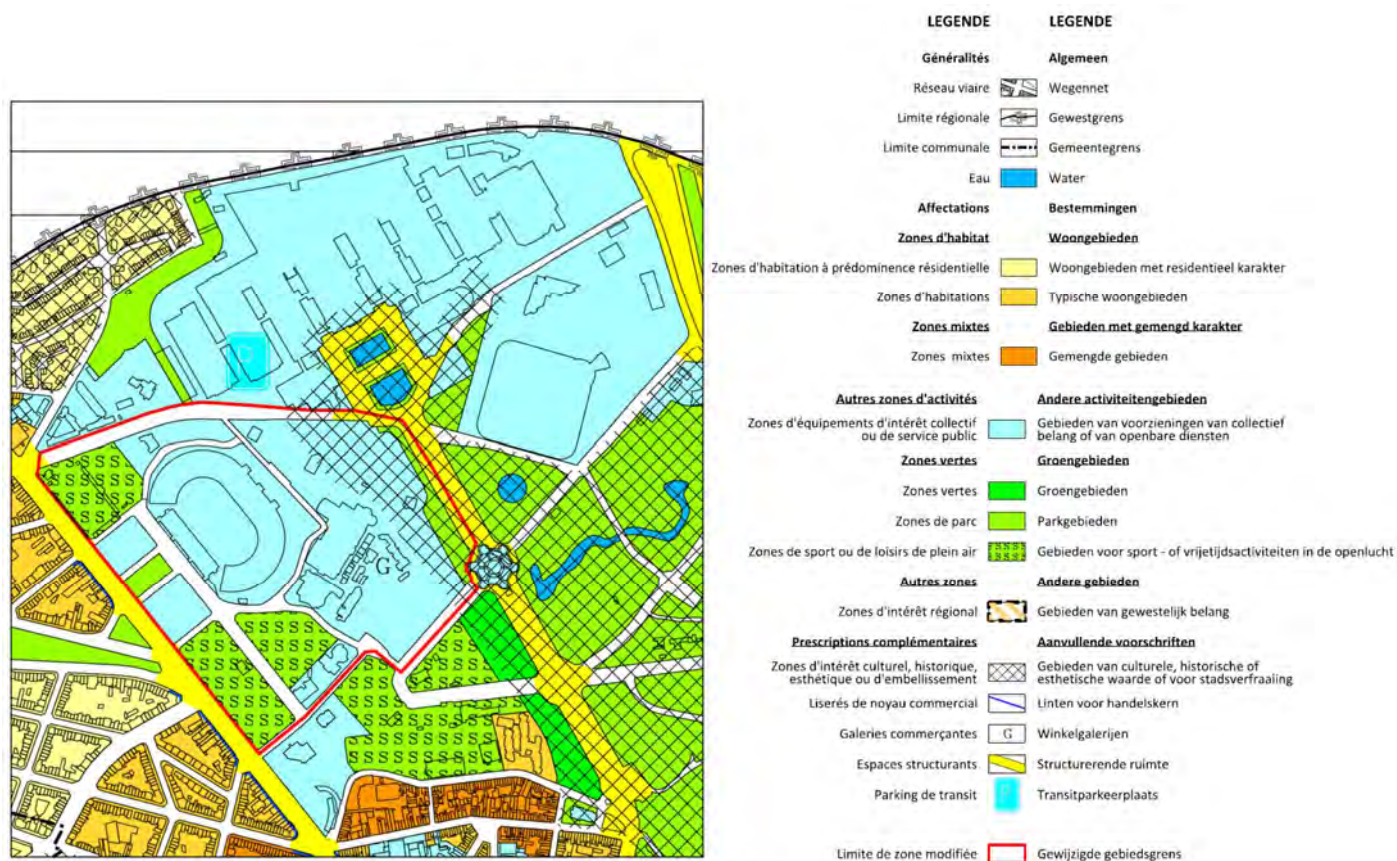 LEGENDE LEGENDE
Généralités Algemeen
Réseau viaire Wegennet
Limite régionale Gewestgrens
Limite communale Gemeentegrens
Eau Water
Affectations Bestemmingen
Zones d'habitat Woongebieden
Zones d'habitation à prédominence résidentielle Woongebieden met residentieel karakter
Zones d'habitations Typische woongebieden
Zones mixtes Gebieden met gemengd karakter
Zones mixtes Gemengde gebieden
Autres zones d'activités Andere activiteitengebieden
Zones d'équipements d'intérêt collectif Gebieden van voorzieningen van collectief
ou de service public belang of van openbare diensten
Zones vertes Groengebieden
Zones vertes Groengebieden
Zones de parc Parkgebieden
Zones de sport ou de loisirs de plein air Gebieden voor sport - of vrijetijdsactiviteiten in de openlucht
Autres zones Andere gebieden
Zones d'intérêt régional Gebieden van gewestelijk belang
Prescriptions complémentaires Aanvullende voorschriften
Zones d'intérêt culturel, historique, Gebieden van culturele, historische of
esthétique ou d'embellissement esthetische waarde of voor stadsverfraaling
Liserés de noyau commercial Linten voor handelskern
Galeries commerçantes G Winkelgalerijen
Espaces structurants Structurerende ruimte
Parking de transit P Transitparkeerplaats
Limite de zone modifiée Gewijzigde gebiedsgrens
P
G